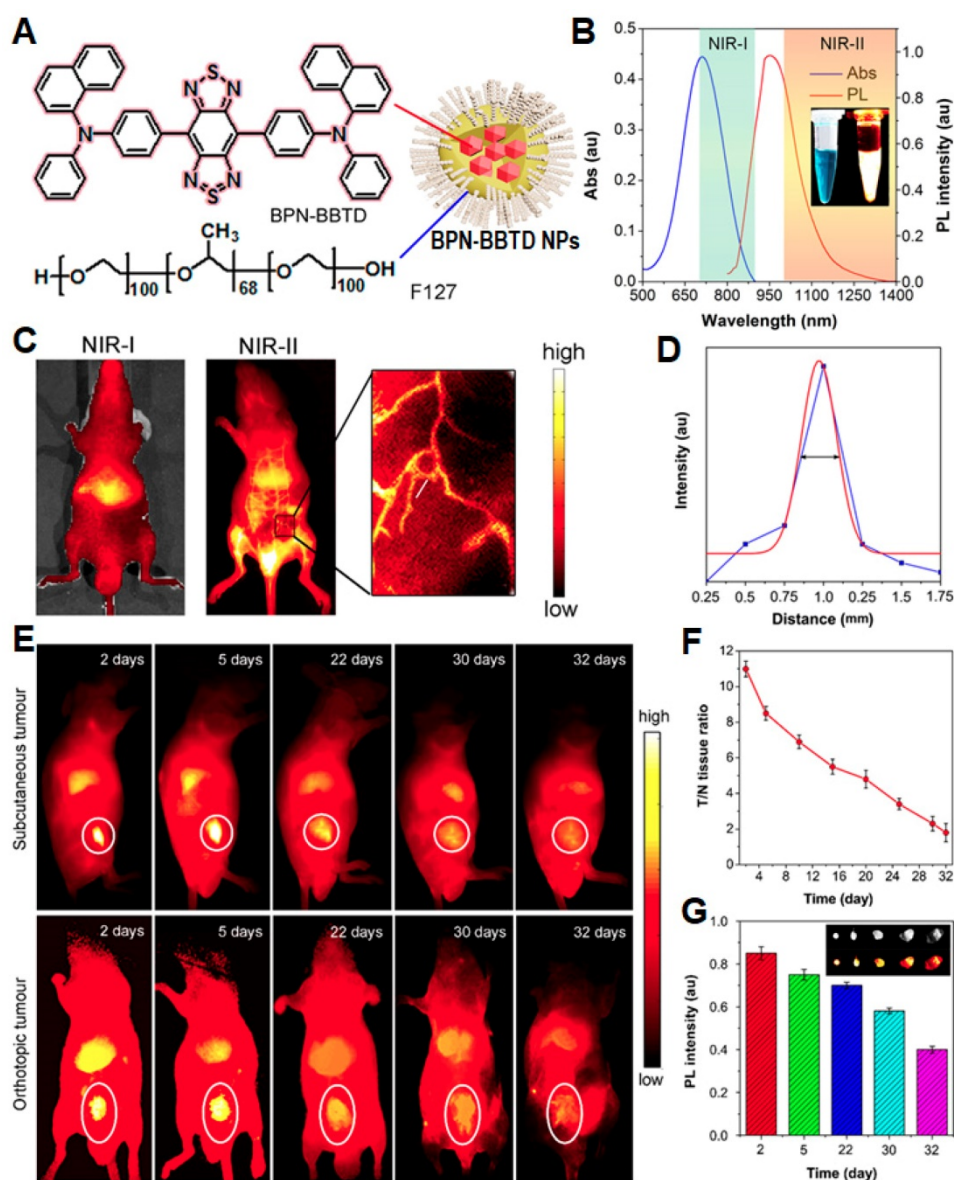 A
S
N N
N N
N N
S
BPN-BBTD
BPN-BBTD NPs
CH3
H O 100 O 68 O 100 OH
F127
B
NIR-I NIR-II
Abs
PL
Abs (au)
0.5
0.4
0.3
0.2
0.1
0.0
PL intensity (au)
1.0
0.8
0.6
0.4
0.2
0.0
500 650 800 950 1100 1250 1400
Wavelength (nm)
C
NIR-I NIR-II
high
low
D
Intensity (au)
0.25 0.5 0.75 1.0 1.25 1.5 1.75
Distance (mm)
E
Subcutaneous tumour
2 days 5 days 22 days 30 days 32 days
Orthotopic tumour
2 days 5 days 22 days 30 days 32 days
high
low
F
T/N tissue ratio
12
10
8
6
4
2
0
4 8 12 16 20 24 28 32
Time (day)
G
PL intensity (au)
1.0
0.8
0.6
0.4
0.2
0.0
2 5 22 30 32
Time (day)